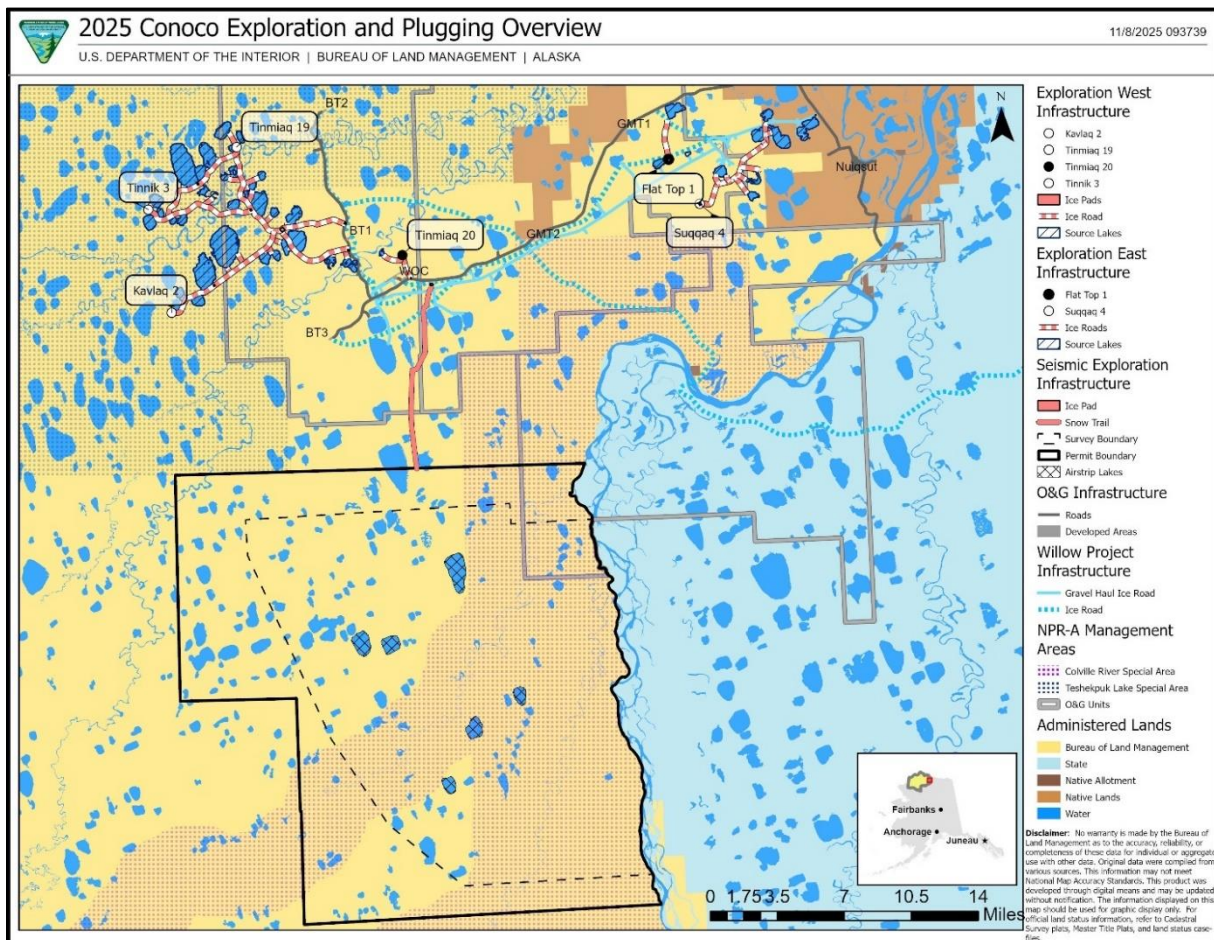 2025 Conoco Exploration and Plugging Overview
11/8/2025 093739
U.S. DEPARTMENT OF THE INTERIOR | BUREAU OF LAND MANAGEMENT | ALASKA
BT2
Tinmiaq 19
GMT1
Nuiqsut
Tinnik 3
Flat Top 1
BT1
Tinmiaq 20
GMT2
Suqqaq 4
WOC
Kavlaq 2
BT3
N
Exploration West
Infrastructure
Kavlaq 2
Tinmiaq 19
Tinmiaq 20
Tinnik 3
Ice Pads
Ice Road
Source Lakes
Exploration East
Infrastructure
Flat Top 1
Suqqaq 4
Ice Roads
Source Lakes
Seismic Exploration
Infrastructure
Ice Pad
Snow Trail
Survey Boundary
Permit Boundary
Airstrip Lakes
O&G Infrastructure
Roads
Developed Areas
Willow Project
Infrastructure
Gravel Haul Ice Road
Ice Road
NPR-A Management
Areas
Colville River Special Area
Teshekpuk Lake Special Area
O&G Units
Administered Lands
Bureau of Land Management
State
Native Allotment
Native Lands
Water
Fairbanks
Anchorage
Juneau
0 1.75 3.5 7 10.5 14
Miles
Disclaimer: No warranty is made by the Bureau of
Land Management as to the accuracy, reliability, or
completeness of these data for individual or aggregate
use with other data. Original data were compiled from
various sources. This information may not meet
National Map Accuracy Standards. This product was
developed through digital means and may be updated
without notification. The information displayed on this
map should be used for graphic display only. For
official land status information, refer to Cadastral
Survey plats, Master Title Plats, and land status case-
files.